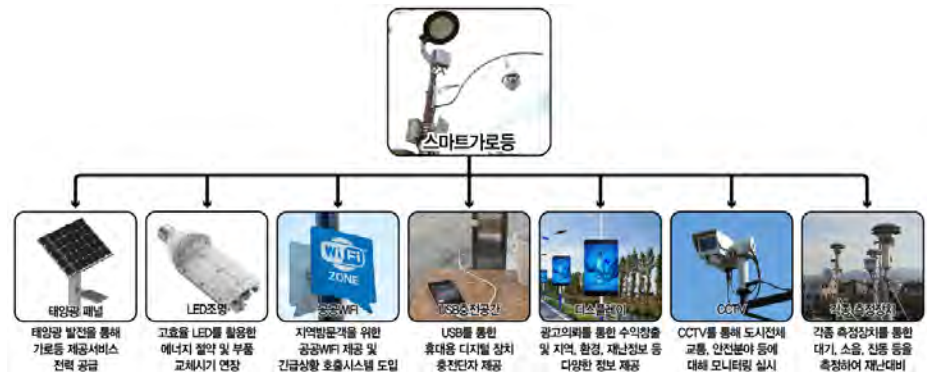 스마트가로등
태양광 패널
LED조명
WiFi
ZONE
공공WIFI
USB충전공간
디스플레이
CCTV
각종 측정장치
태양광 발전을 통해
가로등 제공서비스
전력 공급
고효율 LED를 활용한
에너지 절약 및 부품
교체시기 연장
지역방문객을 위한
공공WIFI 제공 및
긴급상황 호출시스템 도입
USB를 통한
휴대용 디지털 장치
충전단자 제공
광고의뢰를 통한 수익창출
및 지역, 환경, 재난정보 등
다양한 정보 제공
CCTV를 통해 도시전체
교통, 안전분야 등에
대해 모니터링 실시
각종 측정장치를 통한
대기, 소음, 진동 등을
측정하여 재난대비